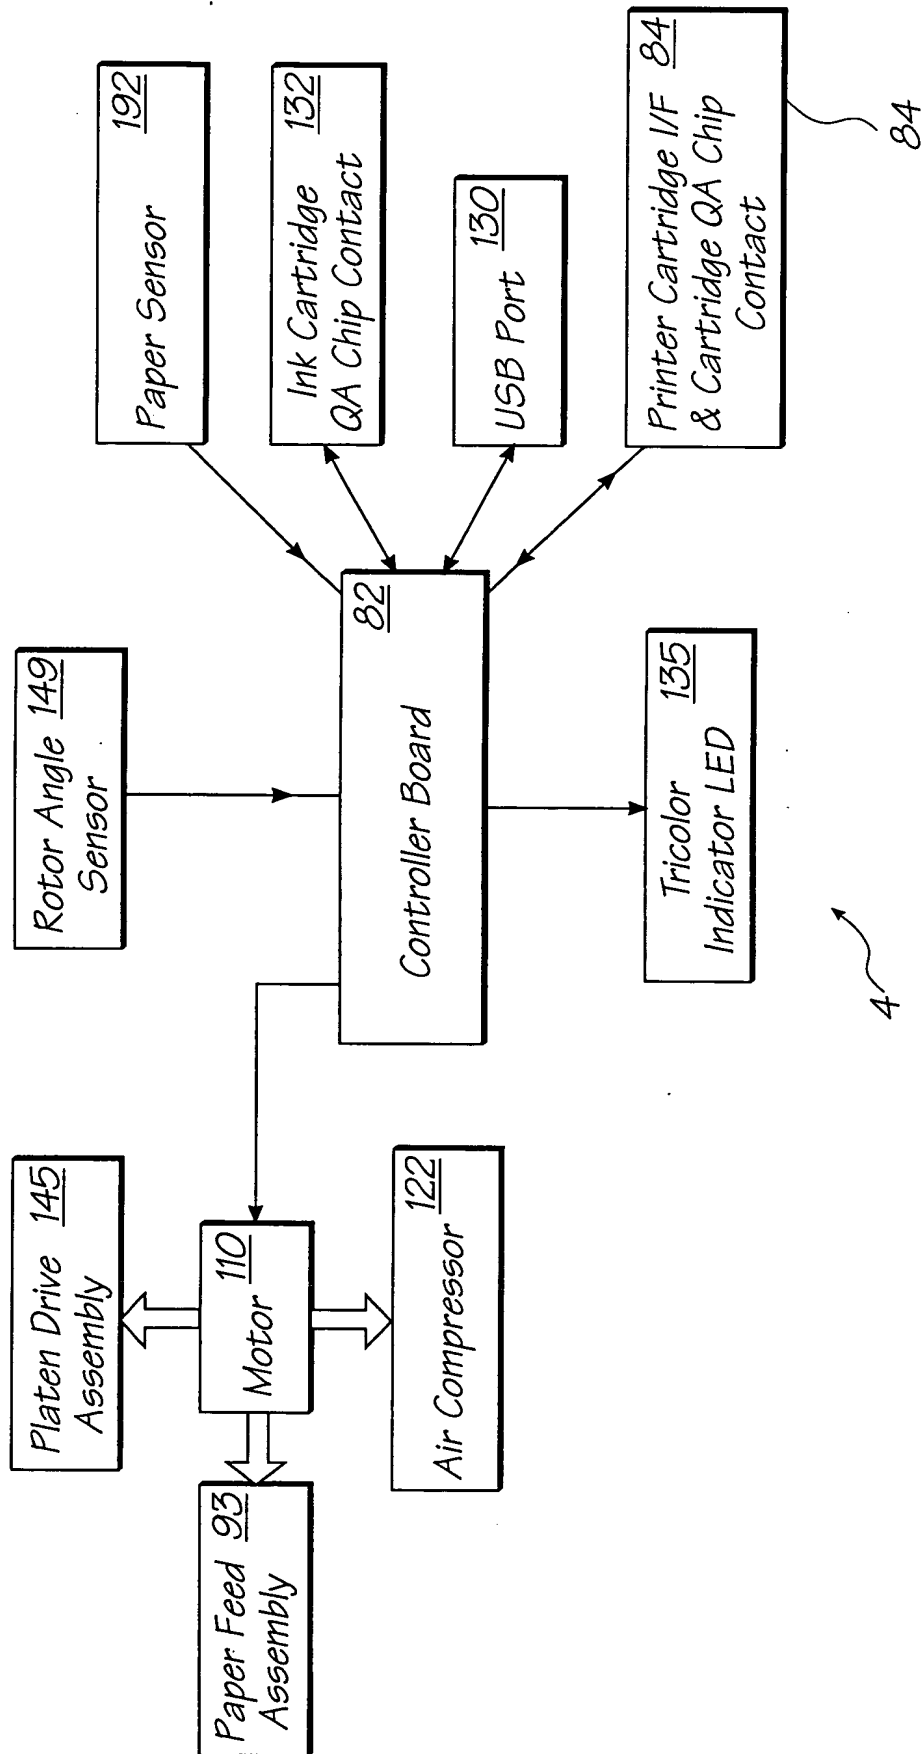 Paper Feed 93
Assembly
Platen Drive 145
Assembly
Motor 110
Air Compressor 122
Rotor Angle 149
Sensor
Controller Board 82
Tricolor 135
Indicator LED
Paper Sensor 192
Ink Cartridge 132
QA Chip Contact
USB Port 130
Printer Cartridge I/F 84
& Cartridge QA Chip
Contact
84
4